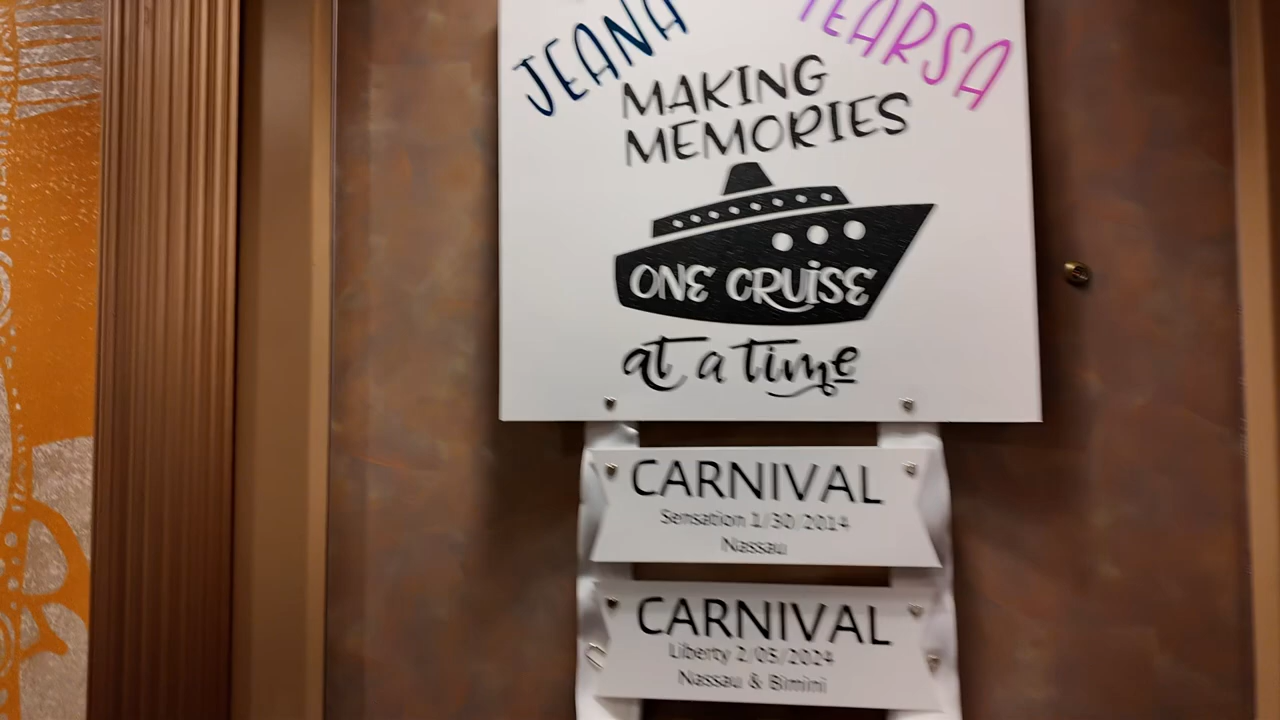 JEANA
TEARSA
MAKING
MEMORIES
ONE CRUISE
at a time
CARNIVAL
Sensation 1/30/2014
Nassau
CARNIVAL
Liberty 2/05/2024
Nassau & Bimini